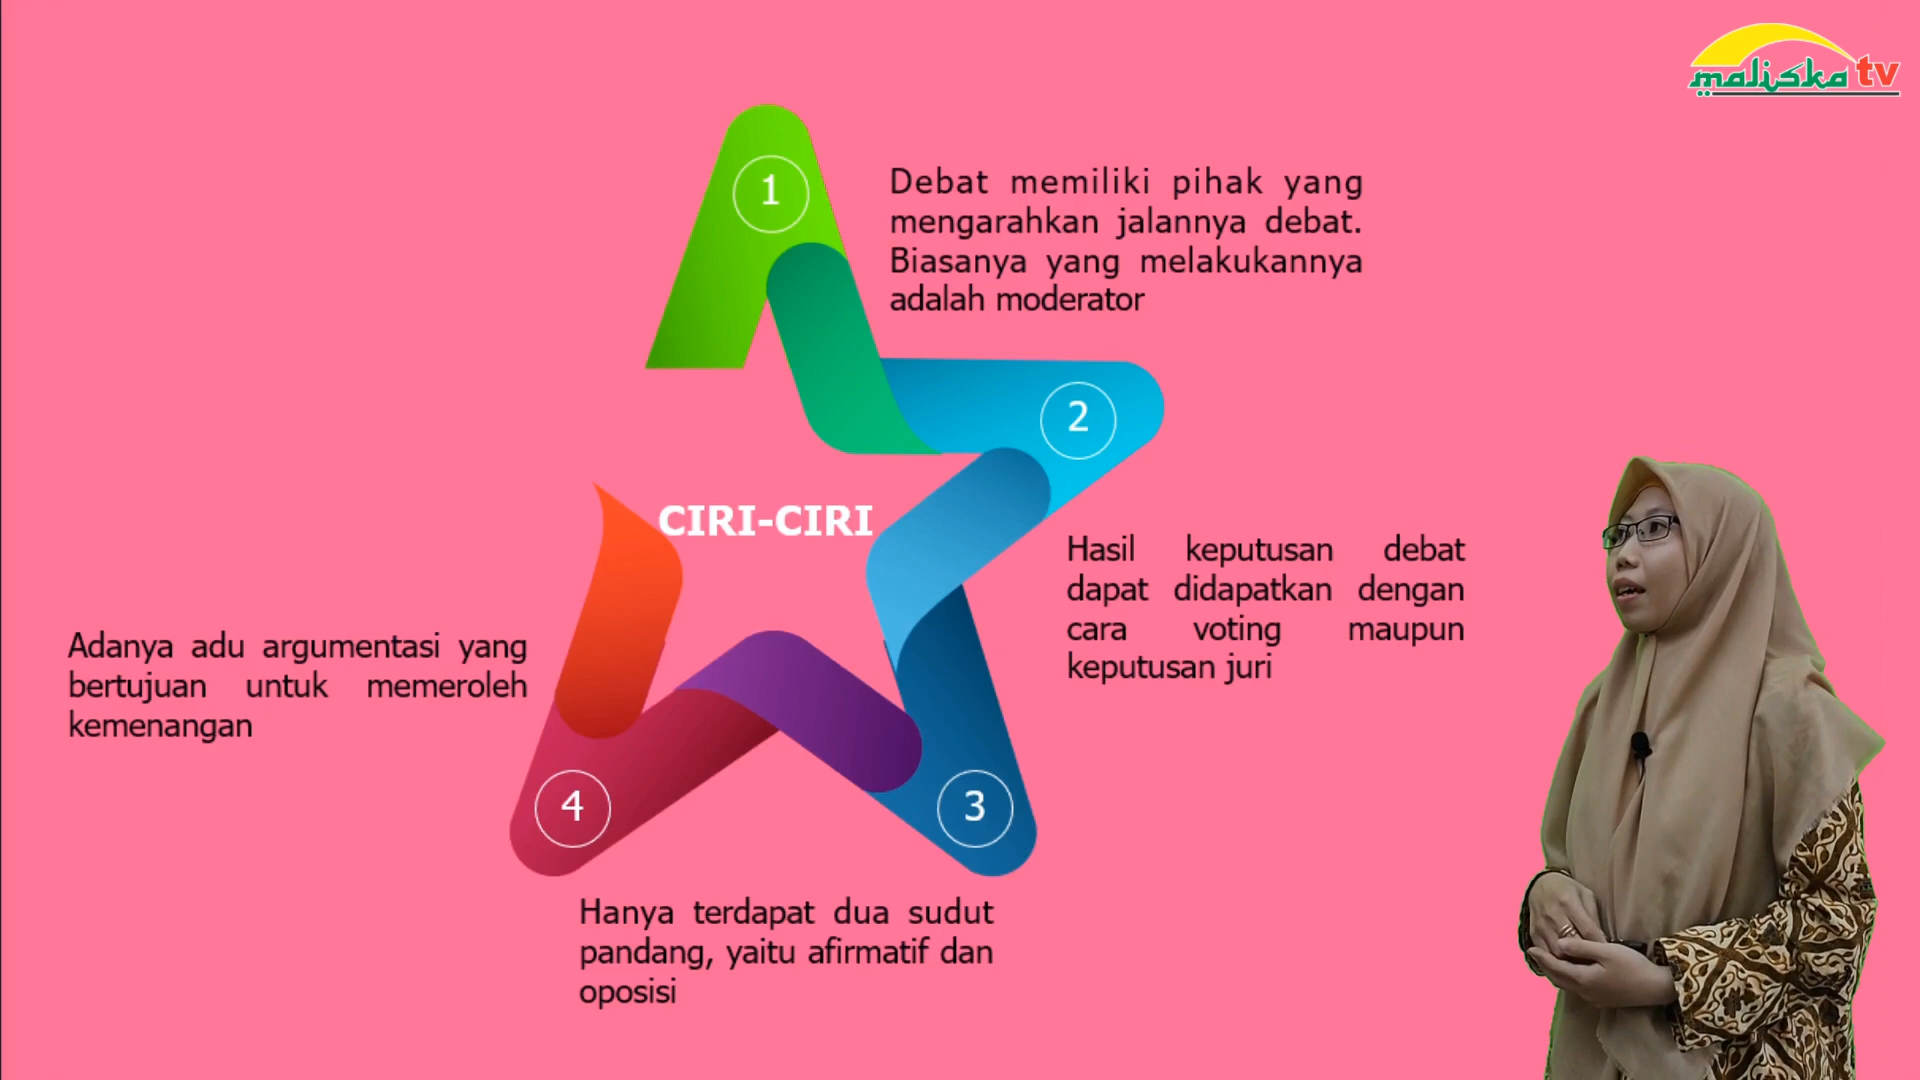 maliska tv
1
Debat memiliki pihak yang
mengarahkan jalannya debat.
Biasanya yang melakukannya
adalah moderator
2
CIRI-CIRI
Hasil keputusan debat
dapat didapatkan dengan
cara voting maupun
keputusan juri
Adanya adu argumentasi yang
bertujuan untuk memeroleh
kemenangan
4
3
Hanya terdapat dua sudut
pandang, yaitu afirmatif dan
oposisi